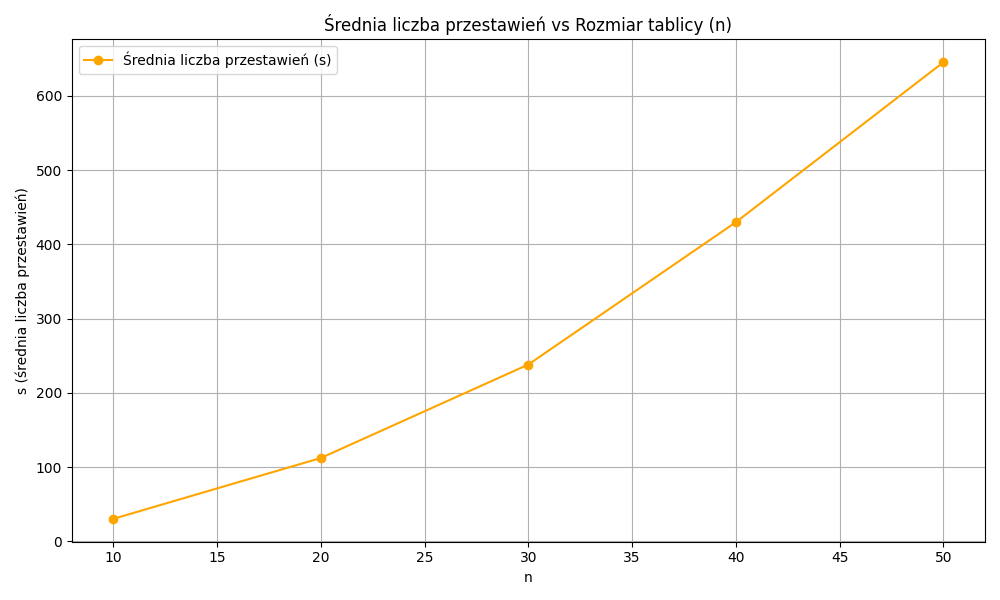 Średnia liczba przestawień vs Rozmiar tablicy (n)
Średnia liczba przestawień (s)
s (średnia liczba przestawień)
600
500
400
300
200
100
0
10 15 20 25 30 35 40 45 50
n